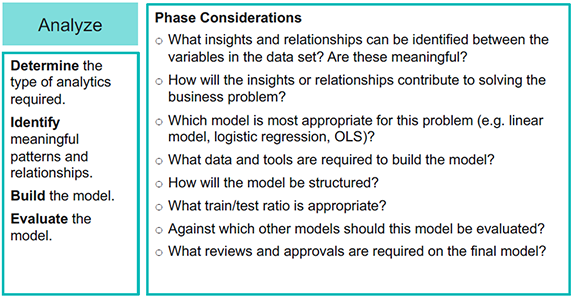 Analyze
Determine the
type of analytics
required.
Identify
meaningful
patterns and
relationships.
Build the model.
Evaluate the
model.
Phase Considerations
What insights and relationships can be identified between the
variables in the data set? Are these meaningful?
How will the insights or relationships contribute to solving the
business problem?
Which model is most appropriate for this problem (e.g. linear
model, logistic regression, OLS)?
What data and tools are required to build the model?
How will the model be structured?
What train/test ratio is appropriate?
Against which other models should this model be evaluated?
What reviews and approvals are required on the final model?